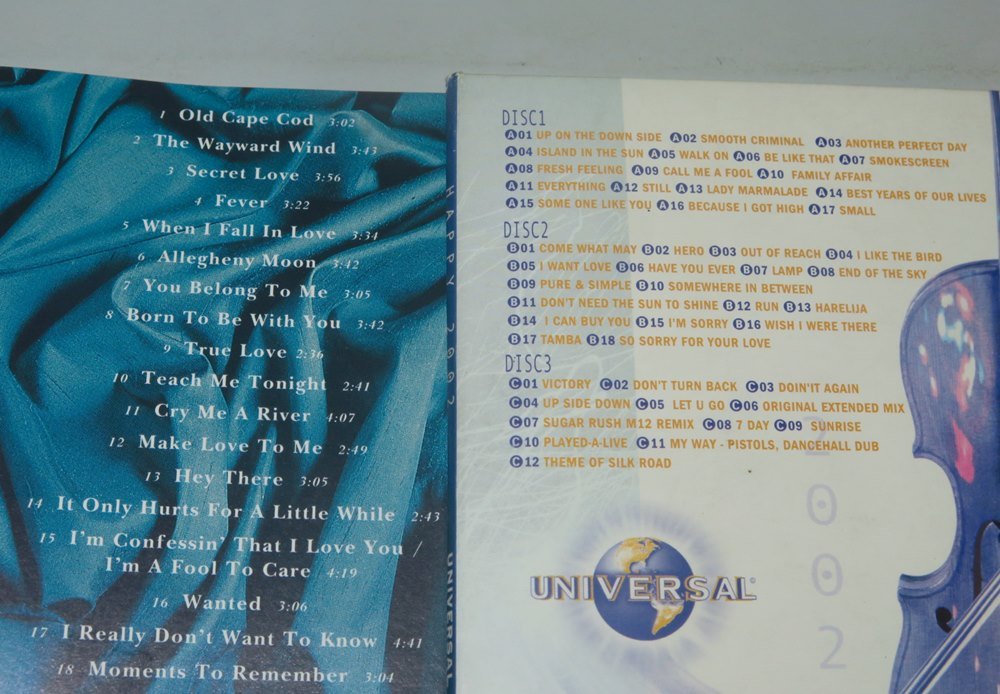 1 Old Cape Cod 3:02
2 The Wayward Wind 3:43
3 Secret Love 3:56
4 Fever 3:22
5 When I Fall In Love 3:34
6 Allegheny Moon 3:42
7 You Belong To Me 3:05
8 Born To Be With You 3:42
9 True Love 2:36
10 Teach Me Tonight 2:41
11 Cry Me A River 4:07
12 Make Love To Me 2:49
13 Hey There 3:05
14 It Only Hurts For A Little While 2:43
15 I'm Confessin' That I Love You /
I'm A Fool To Care 4:19
16 Wanted 3:06
17 I Really Don't Want To Know 4:41
18 Moments To Remember 3:04
HAPPY 2002 UNIVERSAL
DISC1
A01 UP ON THE DOWN SIDE A02 SMOOTH CRIMINAL A03 ANOTHER PERFECT DAY
A04 ISLAND IN THE SUN A05 WALK ON A06 BE LIKE THAT A07 SMOKESCREEN
A08 FRESH FEELING A09 CALL ME A FOOL A10 FAMILY AFFAIR
A11 EVERYTHING A12 STILL A13 LADY MARMALADE A14 BEST YEARS OF OUR LIVES
A15 SOME ONE LIKE YOU A16 BECAUSE I GOT HIGH A17 SMALL
DISC2
B01 COME WHAT MAY B02 HERO B03 OUT OF REACH B04 I LIKE THE BIRD
B05 I WANT LOVE B06 HAVE YOU EVER B07 LAMP B08 END OF THE SKY
B09 PURE & SIMPLE B10 SOMEWHERE IN BETWEEN
B11 DON'T NEED THE SUN TO SHINE B12 RUN B13 HARELIJA
B14 I CAN BUY YOU B15 I'M SORRY B16 WISH I WERE THERE
B17 TAMBA B18 SO SORRY FOR YOUR LOVE
DISC3
C01 VICTORY C02 DON'T TURN BACK C03 DOIN'IT AGAIN
C04 UP SIDE DOWN C05 LET U GO C06 ORIGINAL EXTENDED MIX
C07 SUGAR RUSH M12 REMIX C08 7 DAY C09 SUNRISE
C10 PLAYED-A-LIVE C11 MY WAY - PISTOLS, DANCEHALL DUB
C12 THEME OF SILK ROAD
UNIVERSAL
2002